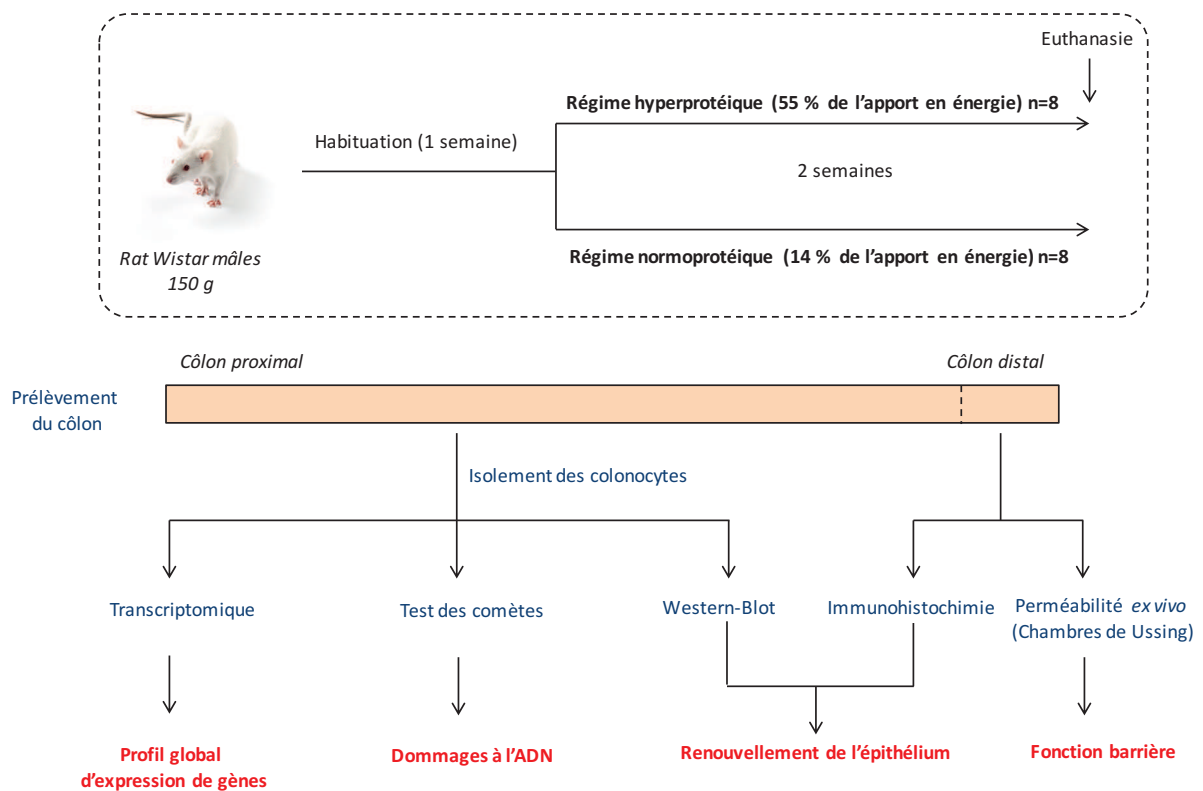 Euthanasie
Régime hyperprotéique (55 % de l'apport en énergie) n=8
Habituation (1 semaine)
2 semaines
Régime normoprotéique (14 % de l'apport en énergie) n=8
Rat Wistar mâles
150 g
Côlon proximal
Côlon distal
Prélèvement
du côlon
Isolement des colonocytes
Transcriptomique
Test des comètes
Western-Blot
Immunohistochimie
Perméabilité ex vivo
(Chambres de Ussing)
Profil global
d'expression de gènes
Dommages à l'ADN
Renouvellement de l'épithélium
Fonction barrière